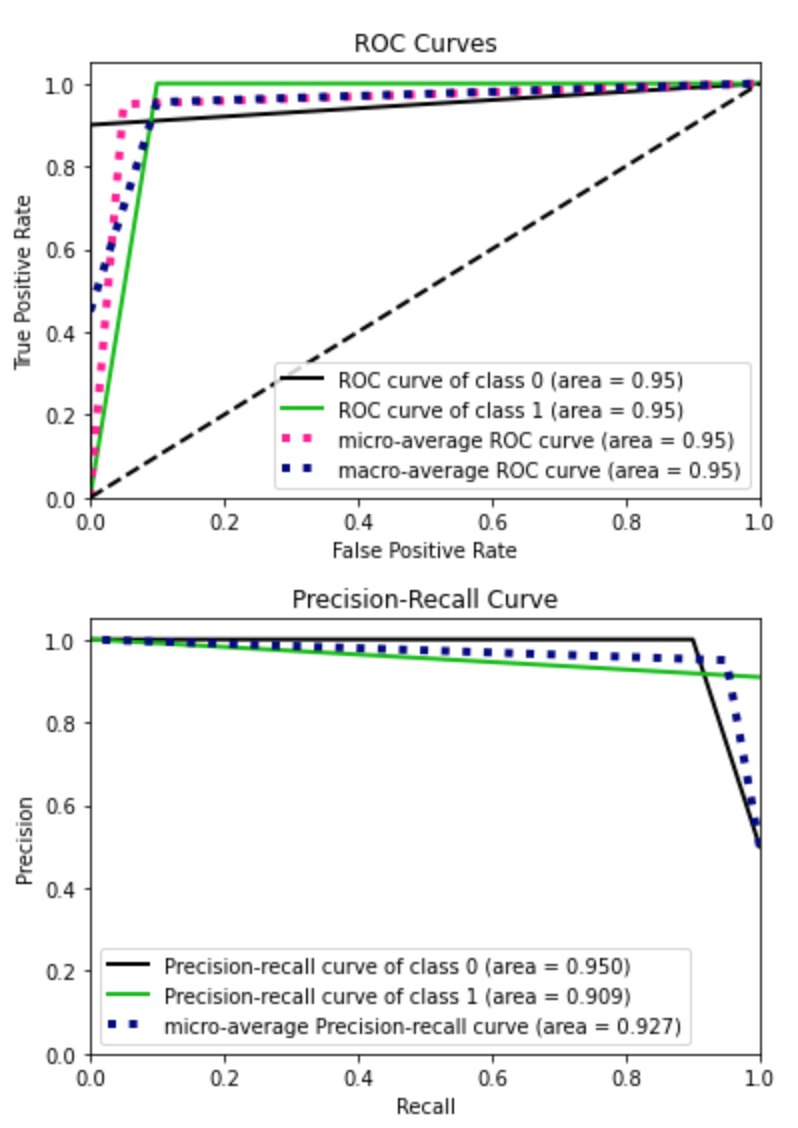 ROC Curves
1.0
0.8
0.6
0.4
0.2
0.0
True Positive Rate
ROC curve of class 0 (area = 0.95)
ROC curve of class 1 (area = 0.95)
micro-average ROC curve (area = 0.95)
macro-average ROC curve (area = 0.95)
0.0 0.2 0.4 0.6 0.8 1.0
False Positive Rate
Precision-Recall Curve
1.0
0.8
0.6
0.4
0.2
0.0
Precision
Precision-recall curve of class 0 (area = 0.950)
Precision-recall curve of class 1 (area = 0.909)
micro-average Precision-recall curve (area = 0.927)
0.0 0.2 0.4 0.6 0.8 1.0
Recall